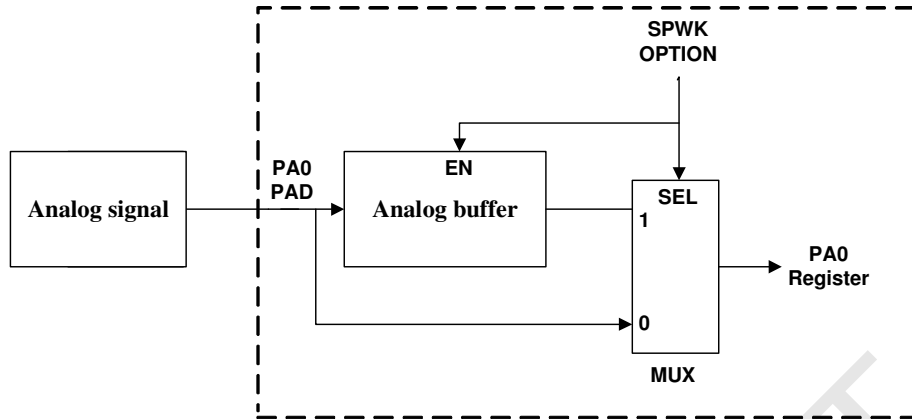 SPWK
OPTION
PA0
PAD
EN
Analog signal
Analog buffer
SEL
1
PA0
Register
0
MUX